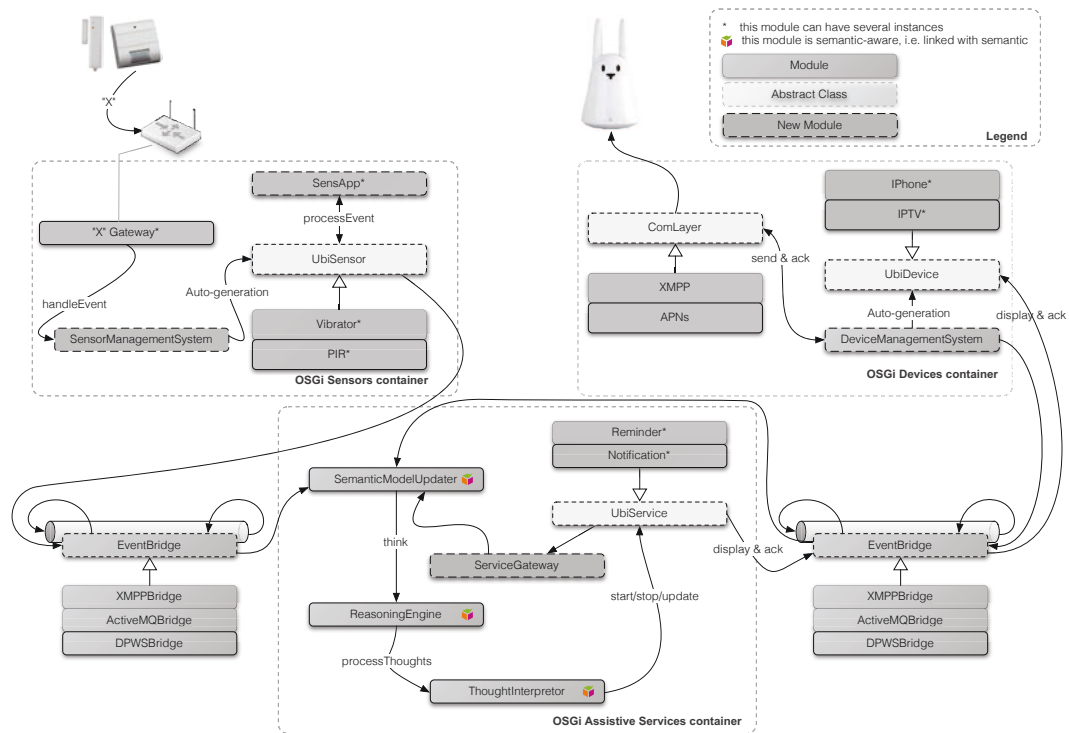 * this module can have several instances
this module is semantic-aware, i.e. linked with semantic
Module
Abstract Class
New Module
Legend
"X"
SensApp*
processEvent
"X" Gateway*
UbiSensor
Auto-generation
handleEvent
Vibrator*
SensorManagementSystem
PIR*
OSGi Sensors container
IPhone*
IPTV*
ComLayer
send & ack
UbiDevice
XMPP
APNs
Auto-generation
display & ack
DeviceManagementSystem
OSGi Devices container
Reminder*
Notification*
SemanticModelUpdater
UbiService
think
display & ack
ServiceGateway
start/stop/update
ReasoningEngine
processThoughts
ThoughtInterpretor
OSGi Assistive Services container
EventBridge
XMPPBridge
ActiveMQBridge
DPWSBridge
EventBridge
XMPPBridge
ActiveMQBridge
DPWSBridge